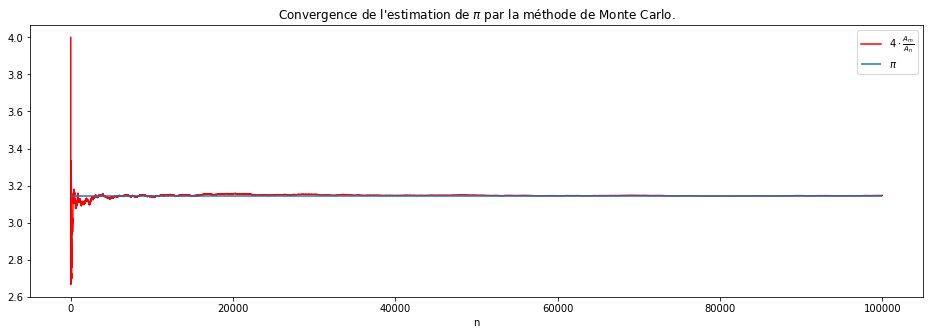 Convergence de l'estimation de π par la méthode de Monte Carlo.
4 · A_m / A_n
π
4.0
3.8
3.6
3.4
3.2
3.0
2.8
2.6
0 20000 40000 60000 80000 100000
n